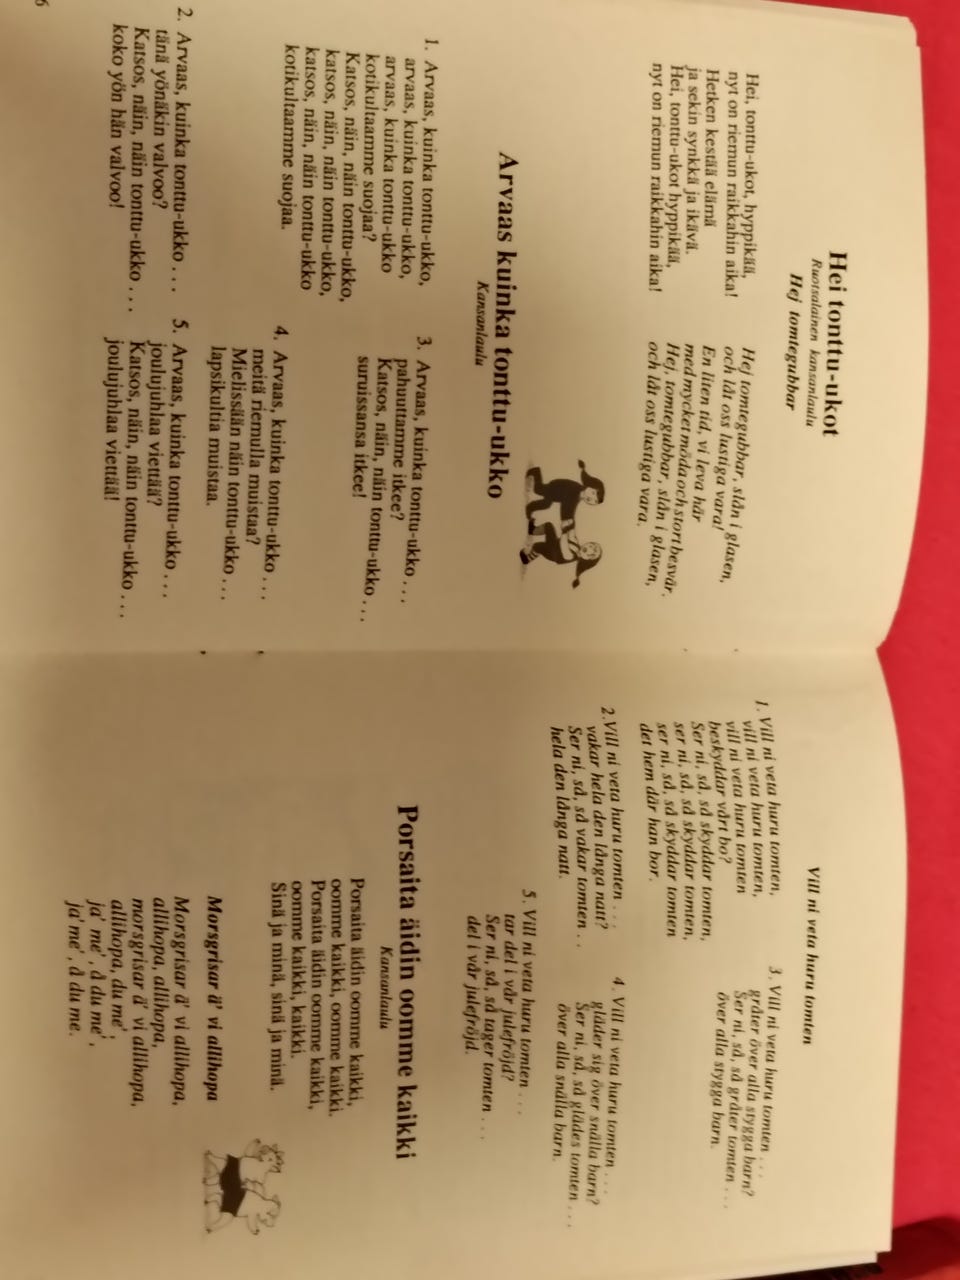 Hei tonttu-ukot
Ruotsalainen kansanlaulu
Hej tomtegubbar
Hei, tonttu-ukot, hyppikää,
nyt on riemun raikkahin aika!
Hetken kestää elämä
ja sekin synkkä ja ikävä.
Hei, tonttu-ukot hyppikää,
nyt on riemun raikkahin aika!
Hej tomtegubbar, slån i glasen,
och låt oss lustiga vara!
En liten tid, vi leva här
med mycket möda och stort besvär.
Hej, tomtegubbar, slån i glasen,
och låt oss lustiga vara.
Arvaas kuinka tonttu-ukko
Kansanlaulu
1. Arvaas, kuinka tonttu-ukko,
arvaas, kuinka tonttu-ukko,
arvaas, kuinka tonttu-ukko
kotikultaamme suojaa?
Katsos, näin, näin tonttu-ukko,
katsos, näin, näin tonttu-ukko,
katsos, näin, näin tonttu-ukko
kotikultaamme suojaa.
2. Arvaas, kuinka tonttu-ukko . . .
tänä yönäkin valvoo?
Katsos, näin, näin tonttu-ukko . . .
koko yön hän valvoo!
3. Arvaas, kuinka tonttu-ukko . . .
pahuuttamme itkee?
Katsos, näin, näin tonttu-ukko . . .
suruissansa itkee!
4. Arvaas, kuinka tonttu-ukko . . .
meitä riemulla muistaa?
Mielissään näin tonttu-ukko . . .
lapsikultia muistaa.
5. Arvaas, kuinka tonttu-ukko . . .
joulujuhlaa viettää?
Katsos, näin, näin tonttu-ukko . . .
joulujuhlaa viettää!
6
Vill ni veta huru tomten
1. Vill ni veta huru tomten,
vill ni veta huru tomten,
vill ni veta huru tomten
beskyddar vårt bo?
Ser ni, så, så skyddar tomten,
ser ni, så, så skyddar tomten,
ser ni, så, så skyddar tomten
det hem där han bor.
2. Vill ni veta huru tomten . . .
vakar hela den långa natt?
Ser ni, så, så vakar tomten . . .
hela den långa natt.
3. Vill ni veta huru tomten . . .
gråter över alla stygga barn?
Ser ni, så, så gråter tomten . . .
över alla stygga barn.
4. Vill ni veta huru tomten . . .
gläder sig över snälla barn?
Ser ni, så, så glädes tomten . . .
över alla snälla barn.
5. Vill ni veta huru tomten . . .
tar del i vår julefröjd?
Ser ni, så, så tager tomten . . .
del i vår julefröjd.
Porsaita äidin oomme kaikki
Kansanlaulu
Porsaita äidin oomme kaikki,
oomme kaikki, oomme kaikki.
Porsaita äidin oomme kaikki,
oomme kaikki, kaikki.
Sinä ja minä, sinä ja minä.
Morsgrisar ä' vi allihopa
Morsgrisar ä' vi allihopa,
allihopa, allihopa,
morsgrisar ä' vi allihopa,
allihopa, du me',
ja' me', å du me',
ja' me', å du me.